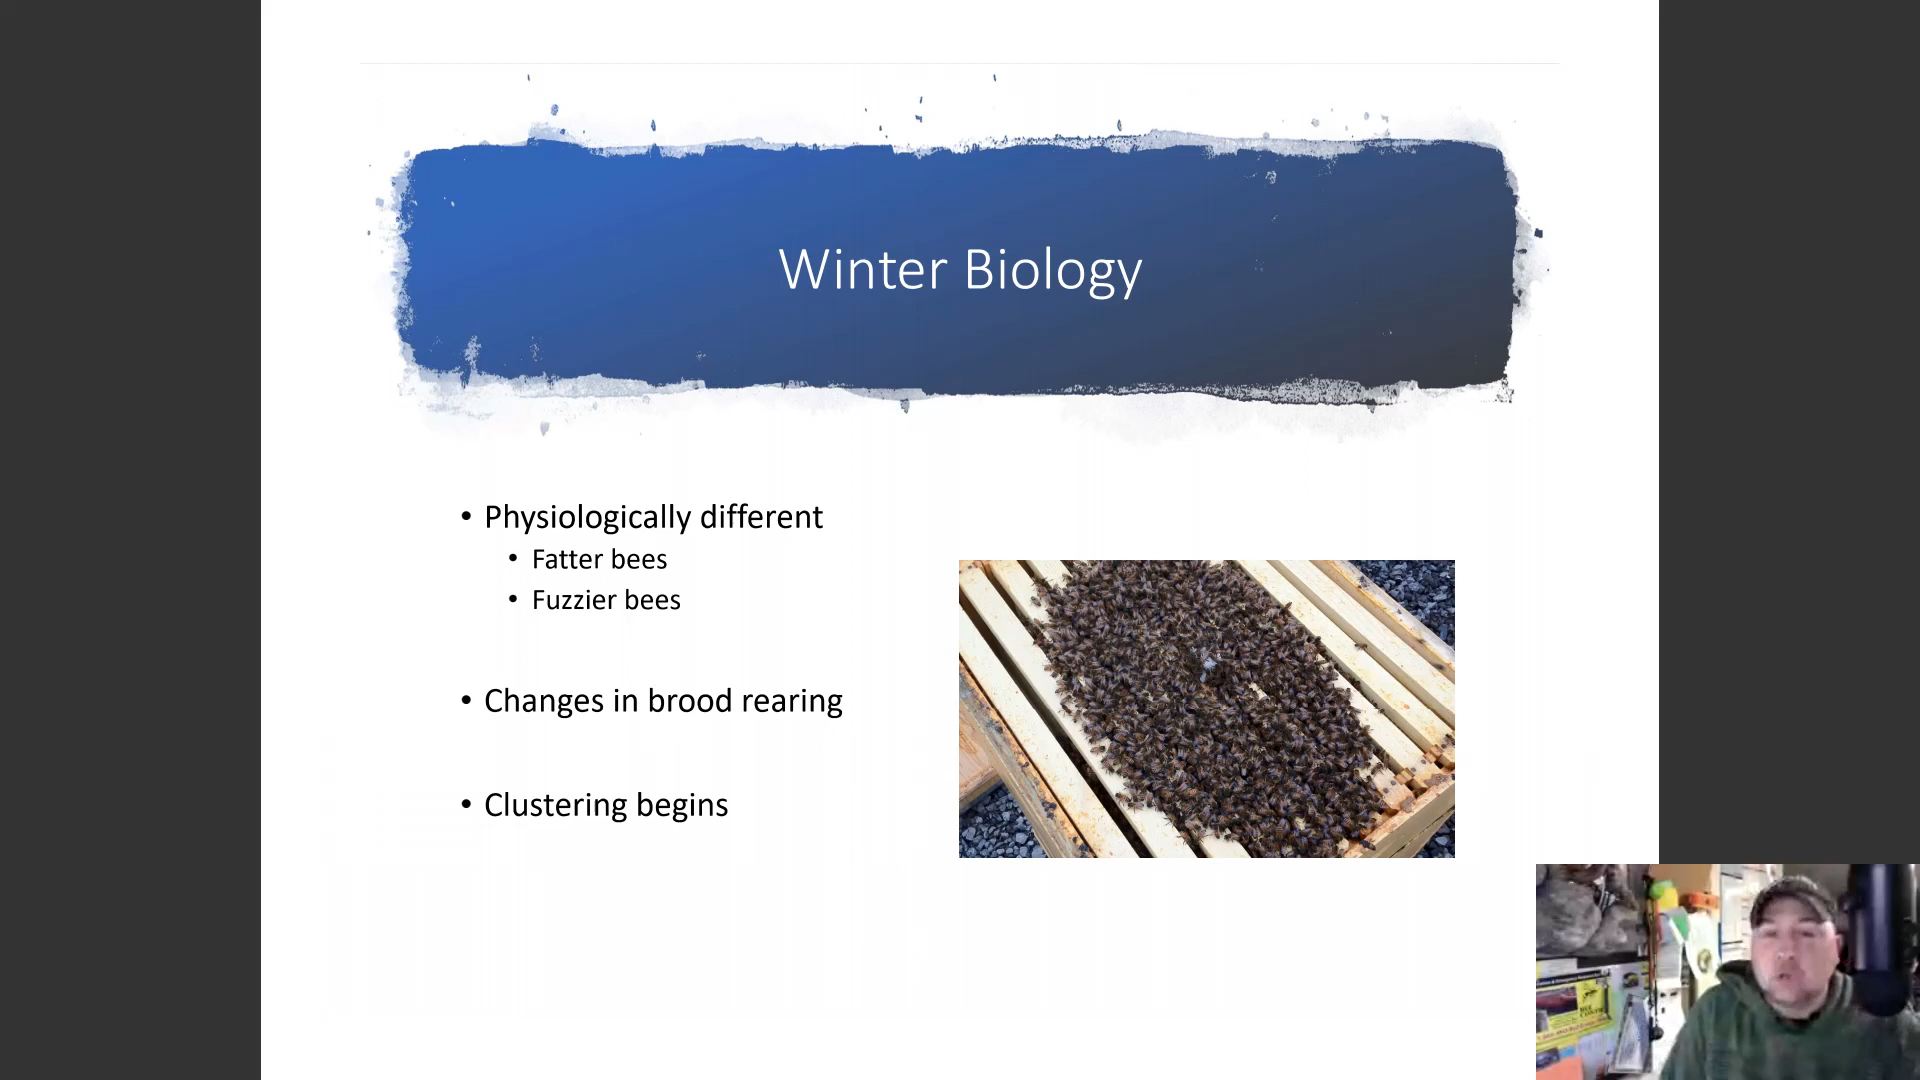 Winter Biology
• Physiologically different
• Fatter bees
• Fuzzier bees
• Changes in brood rearing
• Clustering begins